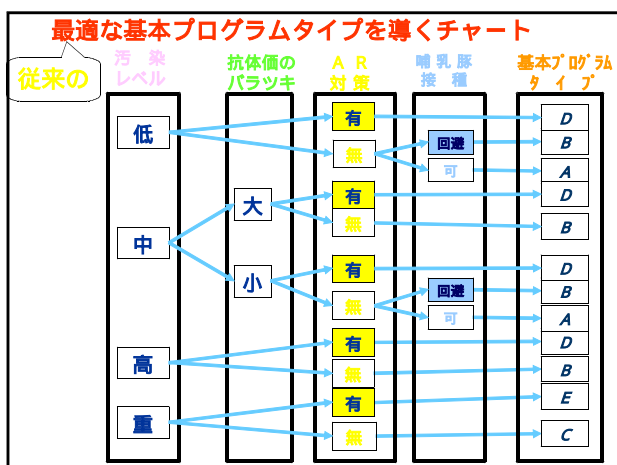 最適な基本プログラムタイプを導くチャート
従来の
汚 染
レベル
抗体価の
バラツキ
A R
対 策
哺 乳 豚
接 種
基本プログラム
タ イ プ
低
有
D
無
回避
B
可
A
中
大
有
D
無
B
小
有
D
無
回避
B
可
A
高
有
D
無
B
重
有
E
無
C